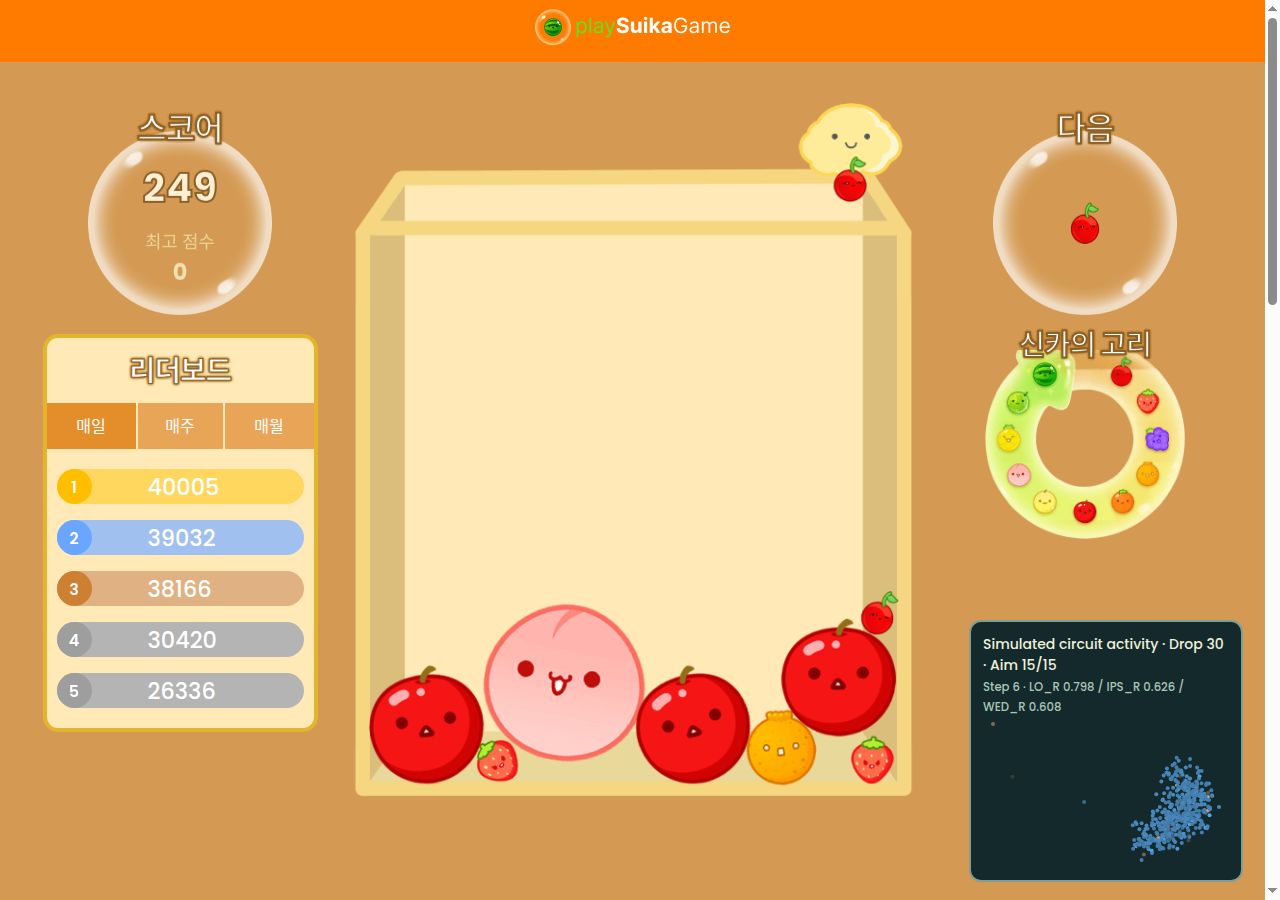 playSuikaGame
스코어
249
최고 점수
0
리더보드
매일 매주 매월
1 40005
2 39032
3 38166
4 30420
5 26336
다음
신카의 고리
Simulated circuit activity · Drop 30
· Aim 15/15
Step 6 · LO_R 0.798 / IPS_R 0.626 /
WED_R 0.608